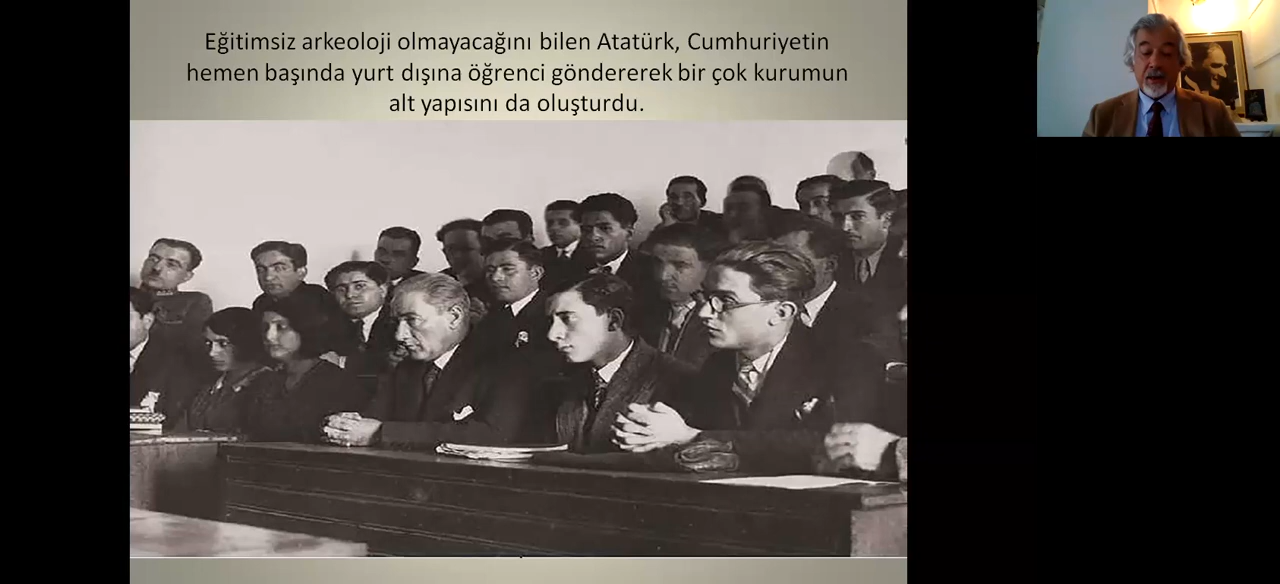 Eğitimsiz arkeoloji olmayacağını bilen Atatürk, Cumhuriyetin
hemen başında yurt dışına öğrenci göndererek bir çok kurumun
alt yapısını da oluşturdu.